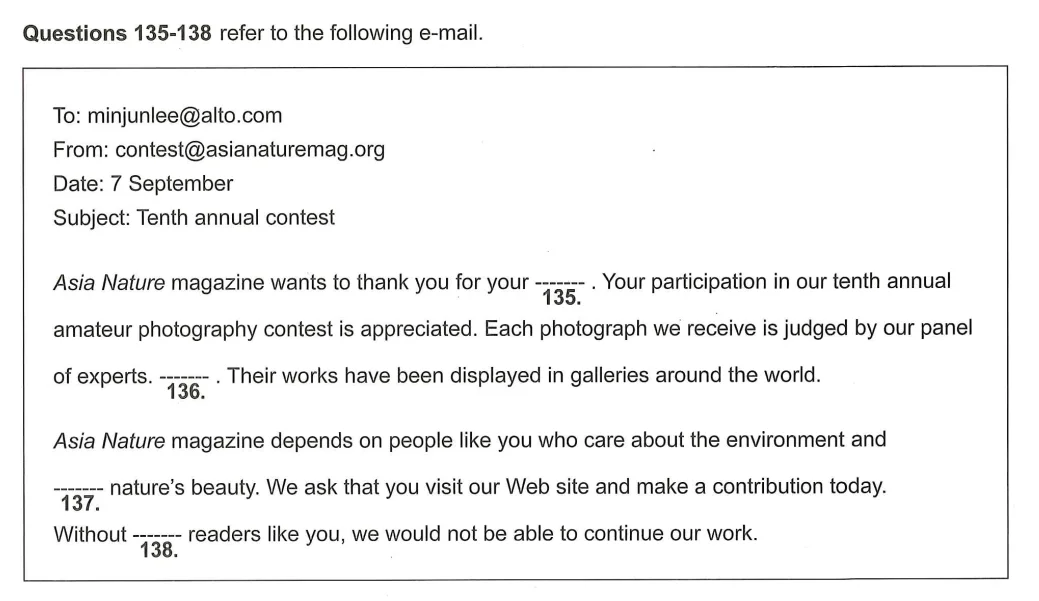 Questions 135-138 refer to the following e-mail.
To: minjunlee@alto.com
From: contest@asianaturemag.org
Date: 7 September
Subject: Tenth annual contest
Asia Nature magazine wants to thank you for your ------- . Your participation in our tenth annual
135.
amateur photography contest is appreciated. Each photograph we receive is judged by our panel
of experts. ------- . Their works have been displayed in galleries around the world.
136.
Asia Nature magazine depends on people like you who care about the environment and
------- nature's beauty. We ask that you visit our Web site and make a contribution today.
137.
Without ------- readers like you, we would not be able to continue our work.
138.